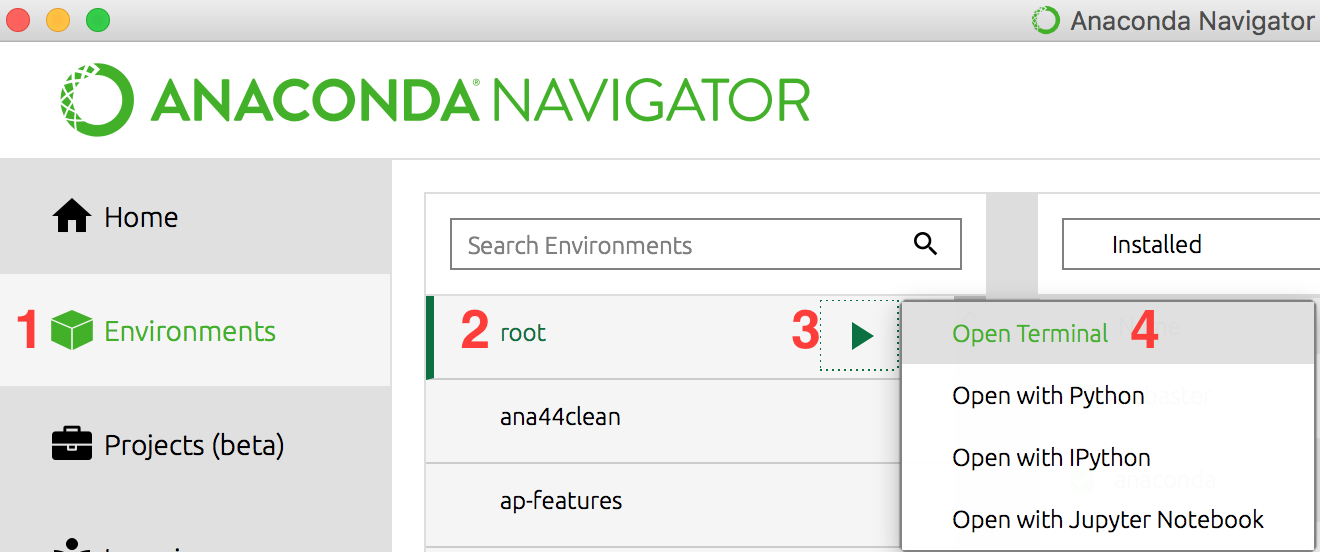 Anaconda Navigator
ANACONDA® NAVIGATOR
Home
1 Environments
Projects (beta)
Search Environments
2 root 3
ana44clean
ap-features
Installed
Open Terminal 4
Open with Python
Open with IPython
Open with Jupyter Notebook
anaconda